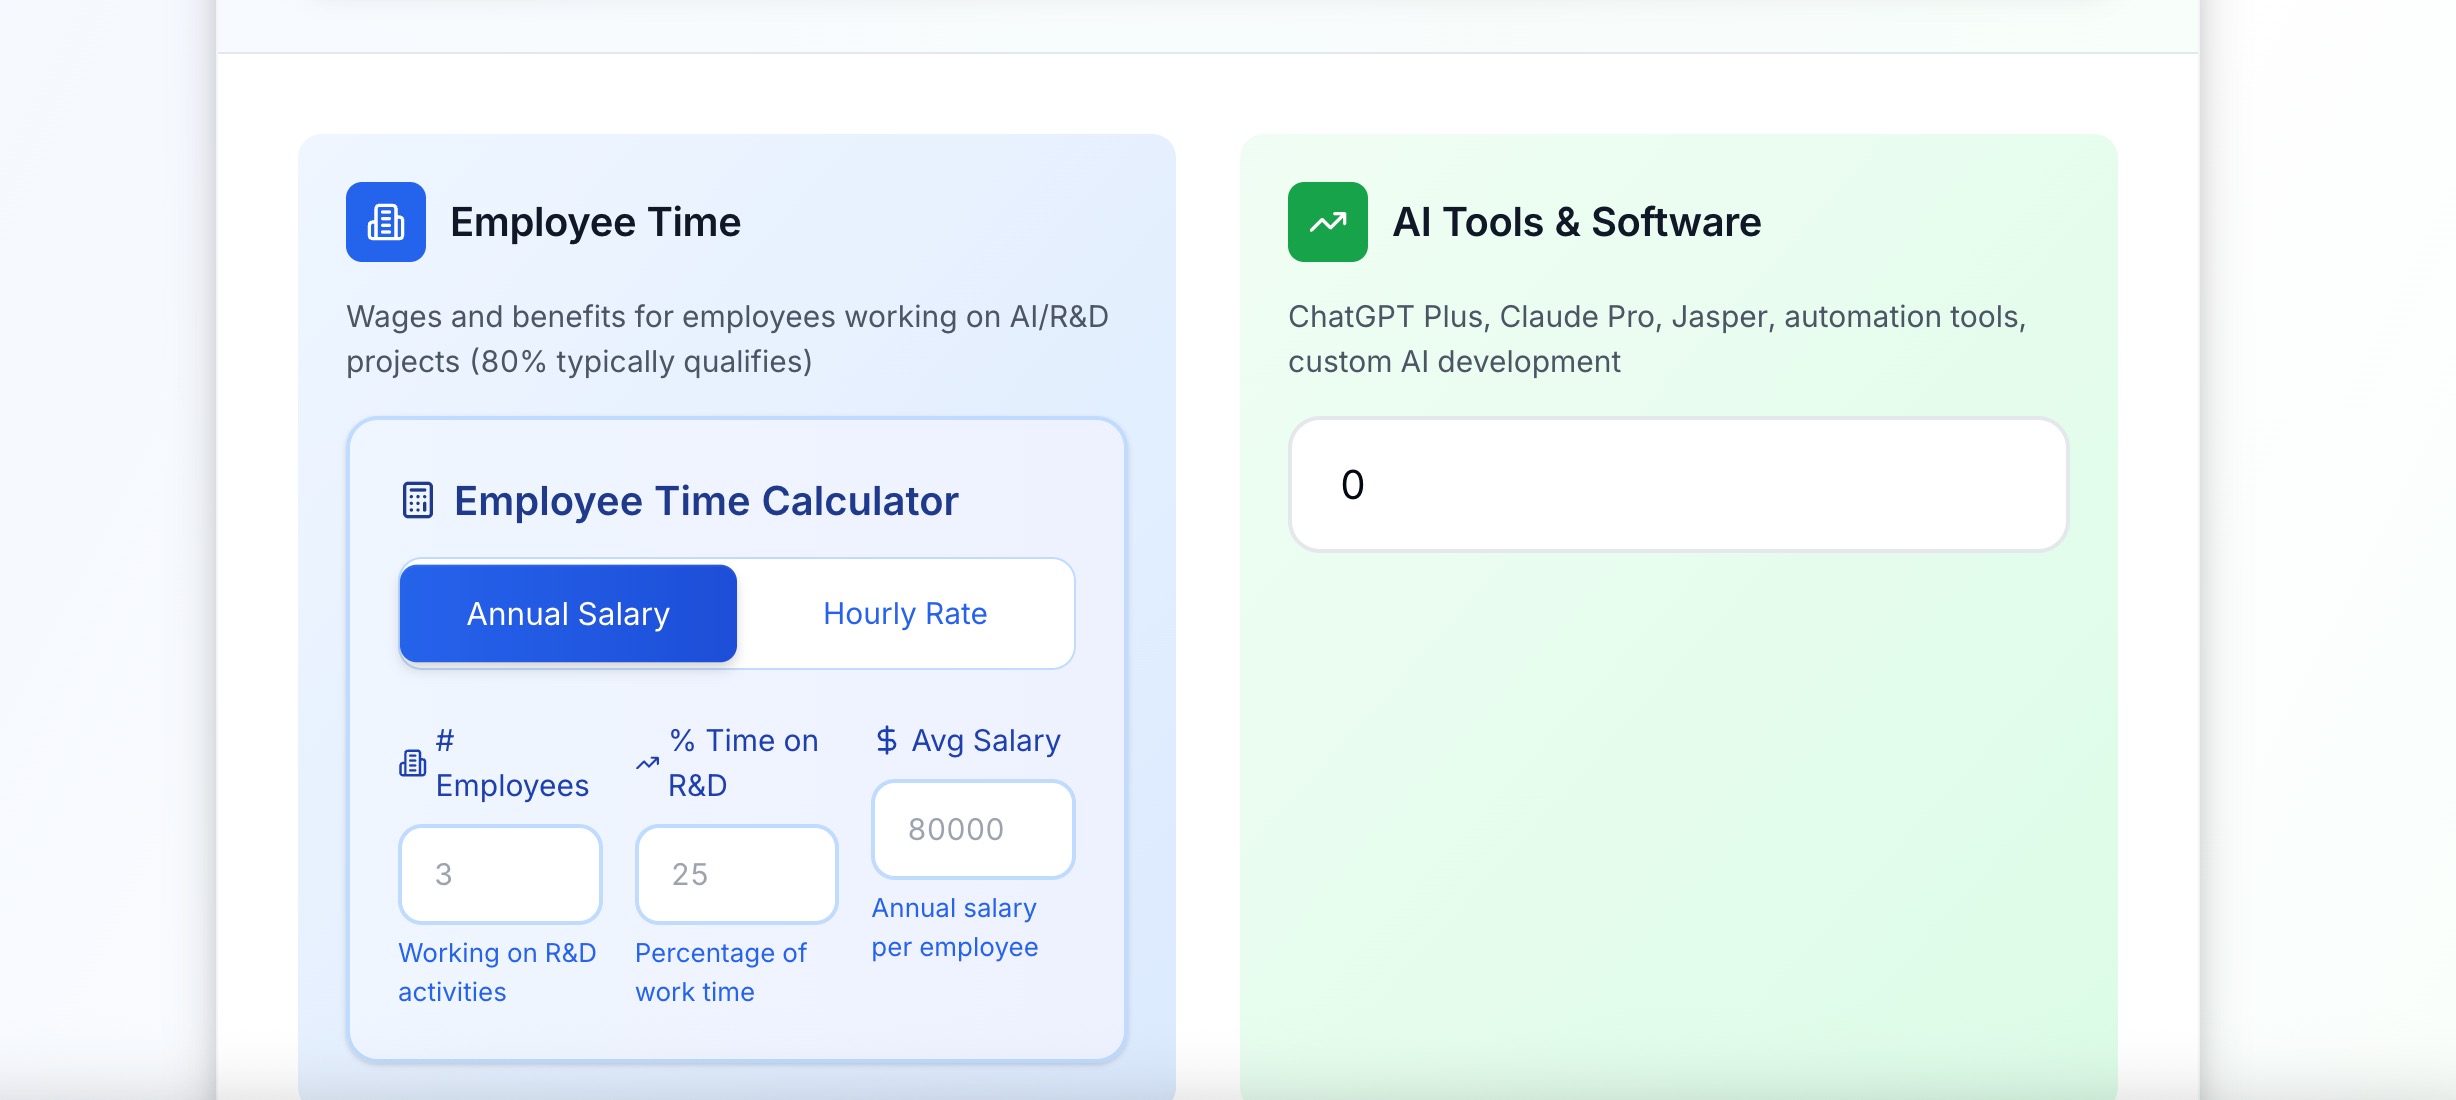 Employee Time
Wages and benefits for employees working on AI/R&D
projects (80% typically qualifies)
Employee Time Calculator
Annual Salary
Hourly Rate
#
Employees
3
Working on R&D
activities
% Time on
R&D
25
Percentage of
work time
Avg Salary
80000
Annual salary
per employee
AI Tools & Software
ChatGPT Plus, Claude Pro, Jasper, automation tools,
custom AI development
0